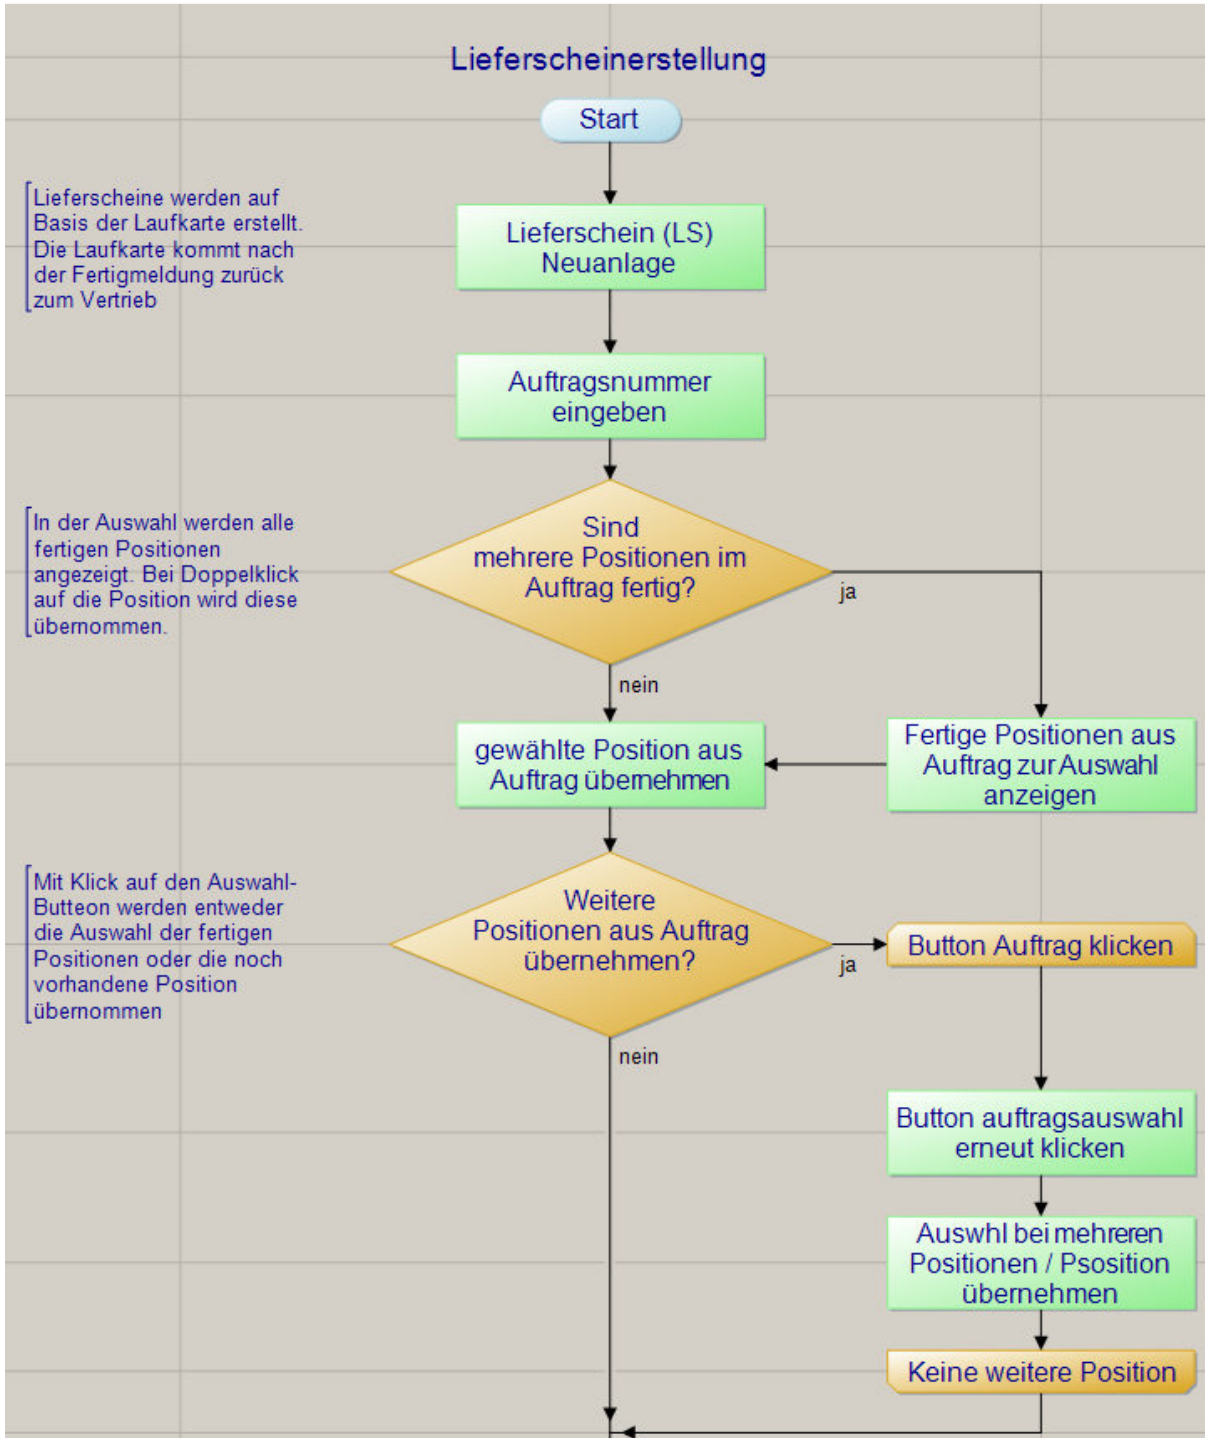 Lieferscheinerstellung
Start
Lieferscheine werden auf
Basis der Laufkarte erstellt.
Die Laufkarte kommt nach
der Fertigmeldung zurück
zum Vertrieb
Lieferschein (LS)
Neuanlage
Auftragsnummer
eingeben
In der Auswahl werden alle
fertigen Positionen
angezeigt. Bei Doppelklick
auf die Position wird diese
übernommen.
Sind
mehrere Positionen im
Auftrag fertig?
ja
nein
gewählte Position aus
Auftrag übernehmen
Fertige Positionen aus
Auftrag zur Auswahl
anzeigen
Mit Klick auf den Auswahl-
Butteon werden entweder
die Auswahl der fertigen
Positionen oder die noch
vorhandene Position
übernommen
Weitere
Positionen aus Auftrag
übernehmen?
ja
Button Auftrag klicken
nein
Button auftragsauswahl
erneut klicken
Auswhl bei mehreren
Positionen / Psosition
übernehmen
Keine weitere Position